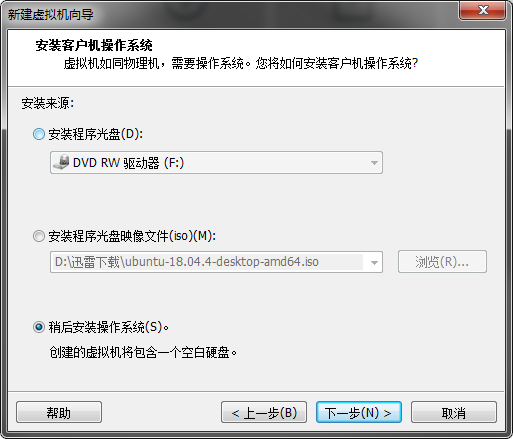 新建虚拟机向导
安装客户机操作系统
虚拟机如同物理机，需要操作系统。您将如何安装客户机操作系统?
安装来源:
安装程序光盘(D):
DVD RW 驱动器 (F:)
安装程序光盘映像文件(iso)(M):
D:\迅雷下载\ubuntu-18.04.4-desktop-amd64.iso
浏览(R)...
稍后安装操作系统(S)。
创建的虚拟机将包含一个空白硬盘。
帮助
< 上一步(B)
下一步(N) >
取消